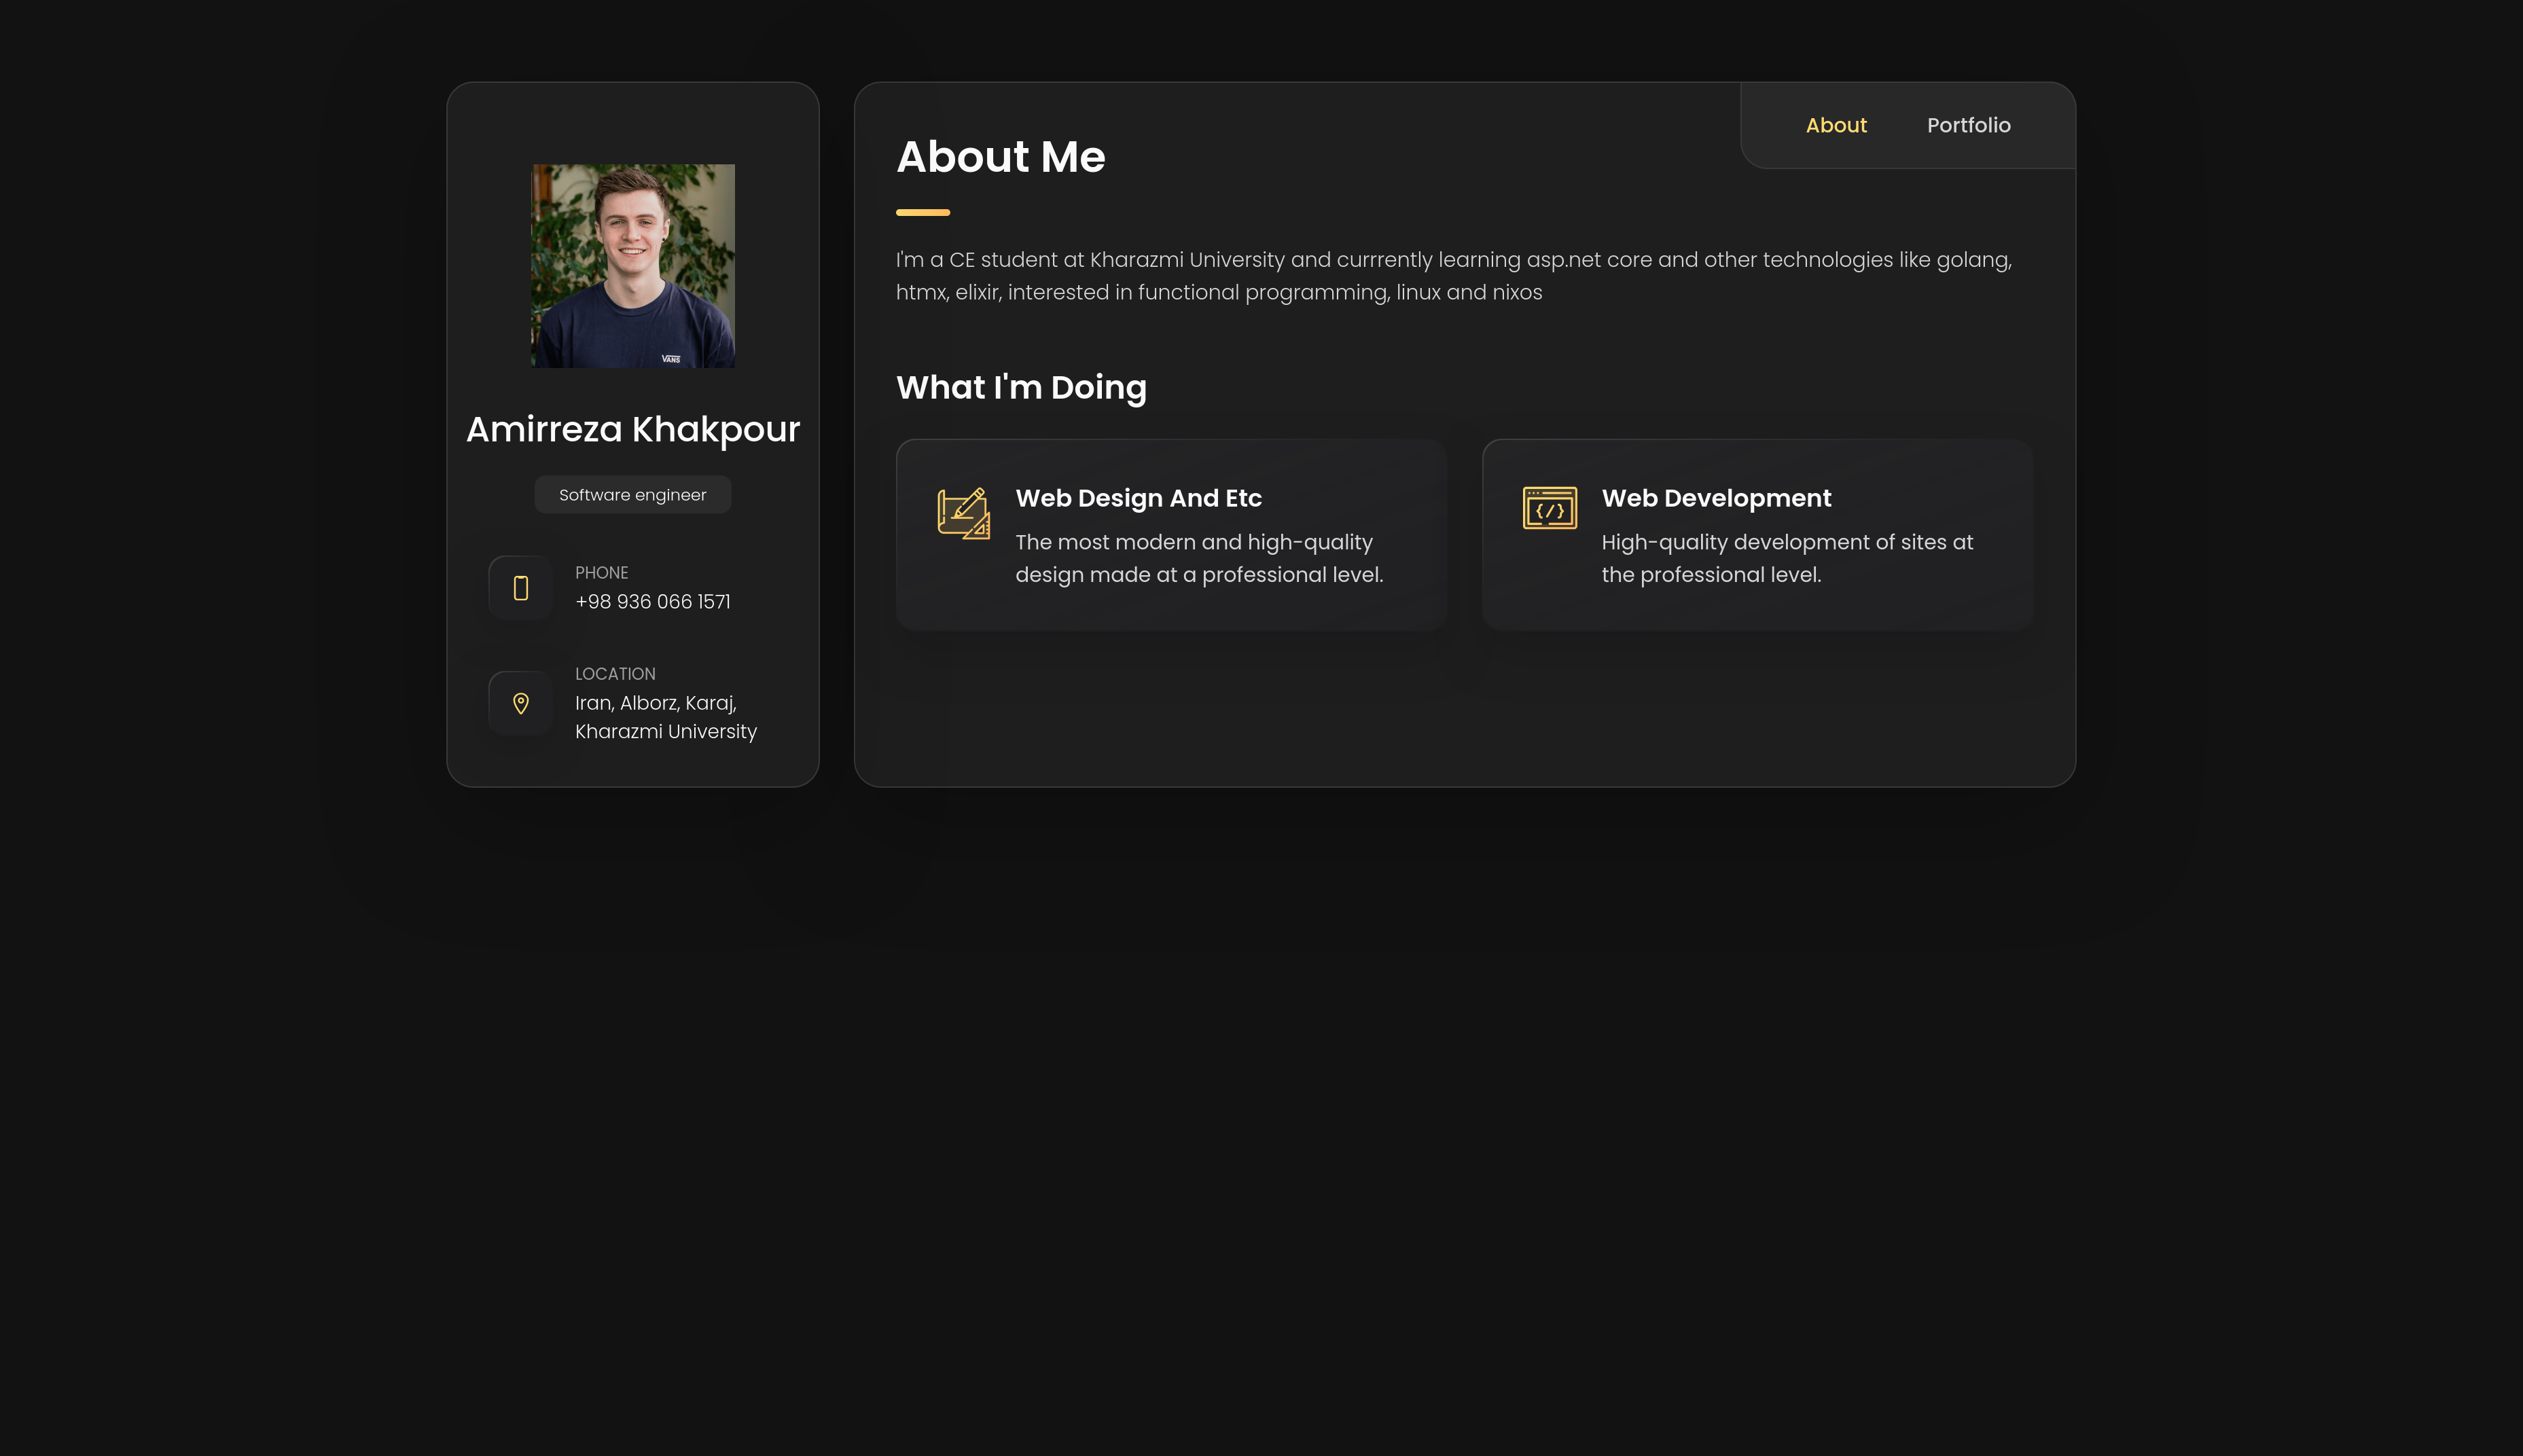 VANS
Amirreza Khakpour
Software engineer
PHONE
+98 936 066 1571
LOCATION
Iran, Alborz, Karaj,
Kharazmi University
About Portfolio
About Me
I'm a CE student at Kharazmi University and currrently learning asp.net core and other technologies like golang,
htmx, elixir, interested in functional programming, linux and nixos
What I'm Doing
Web Design And Etc
The most modern and high-quality
design made at a professional level.
Web Development
High-quality development of sites at
the professional level.